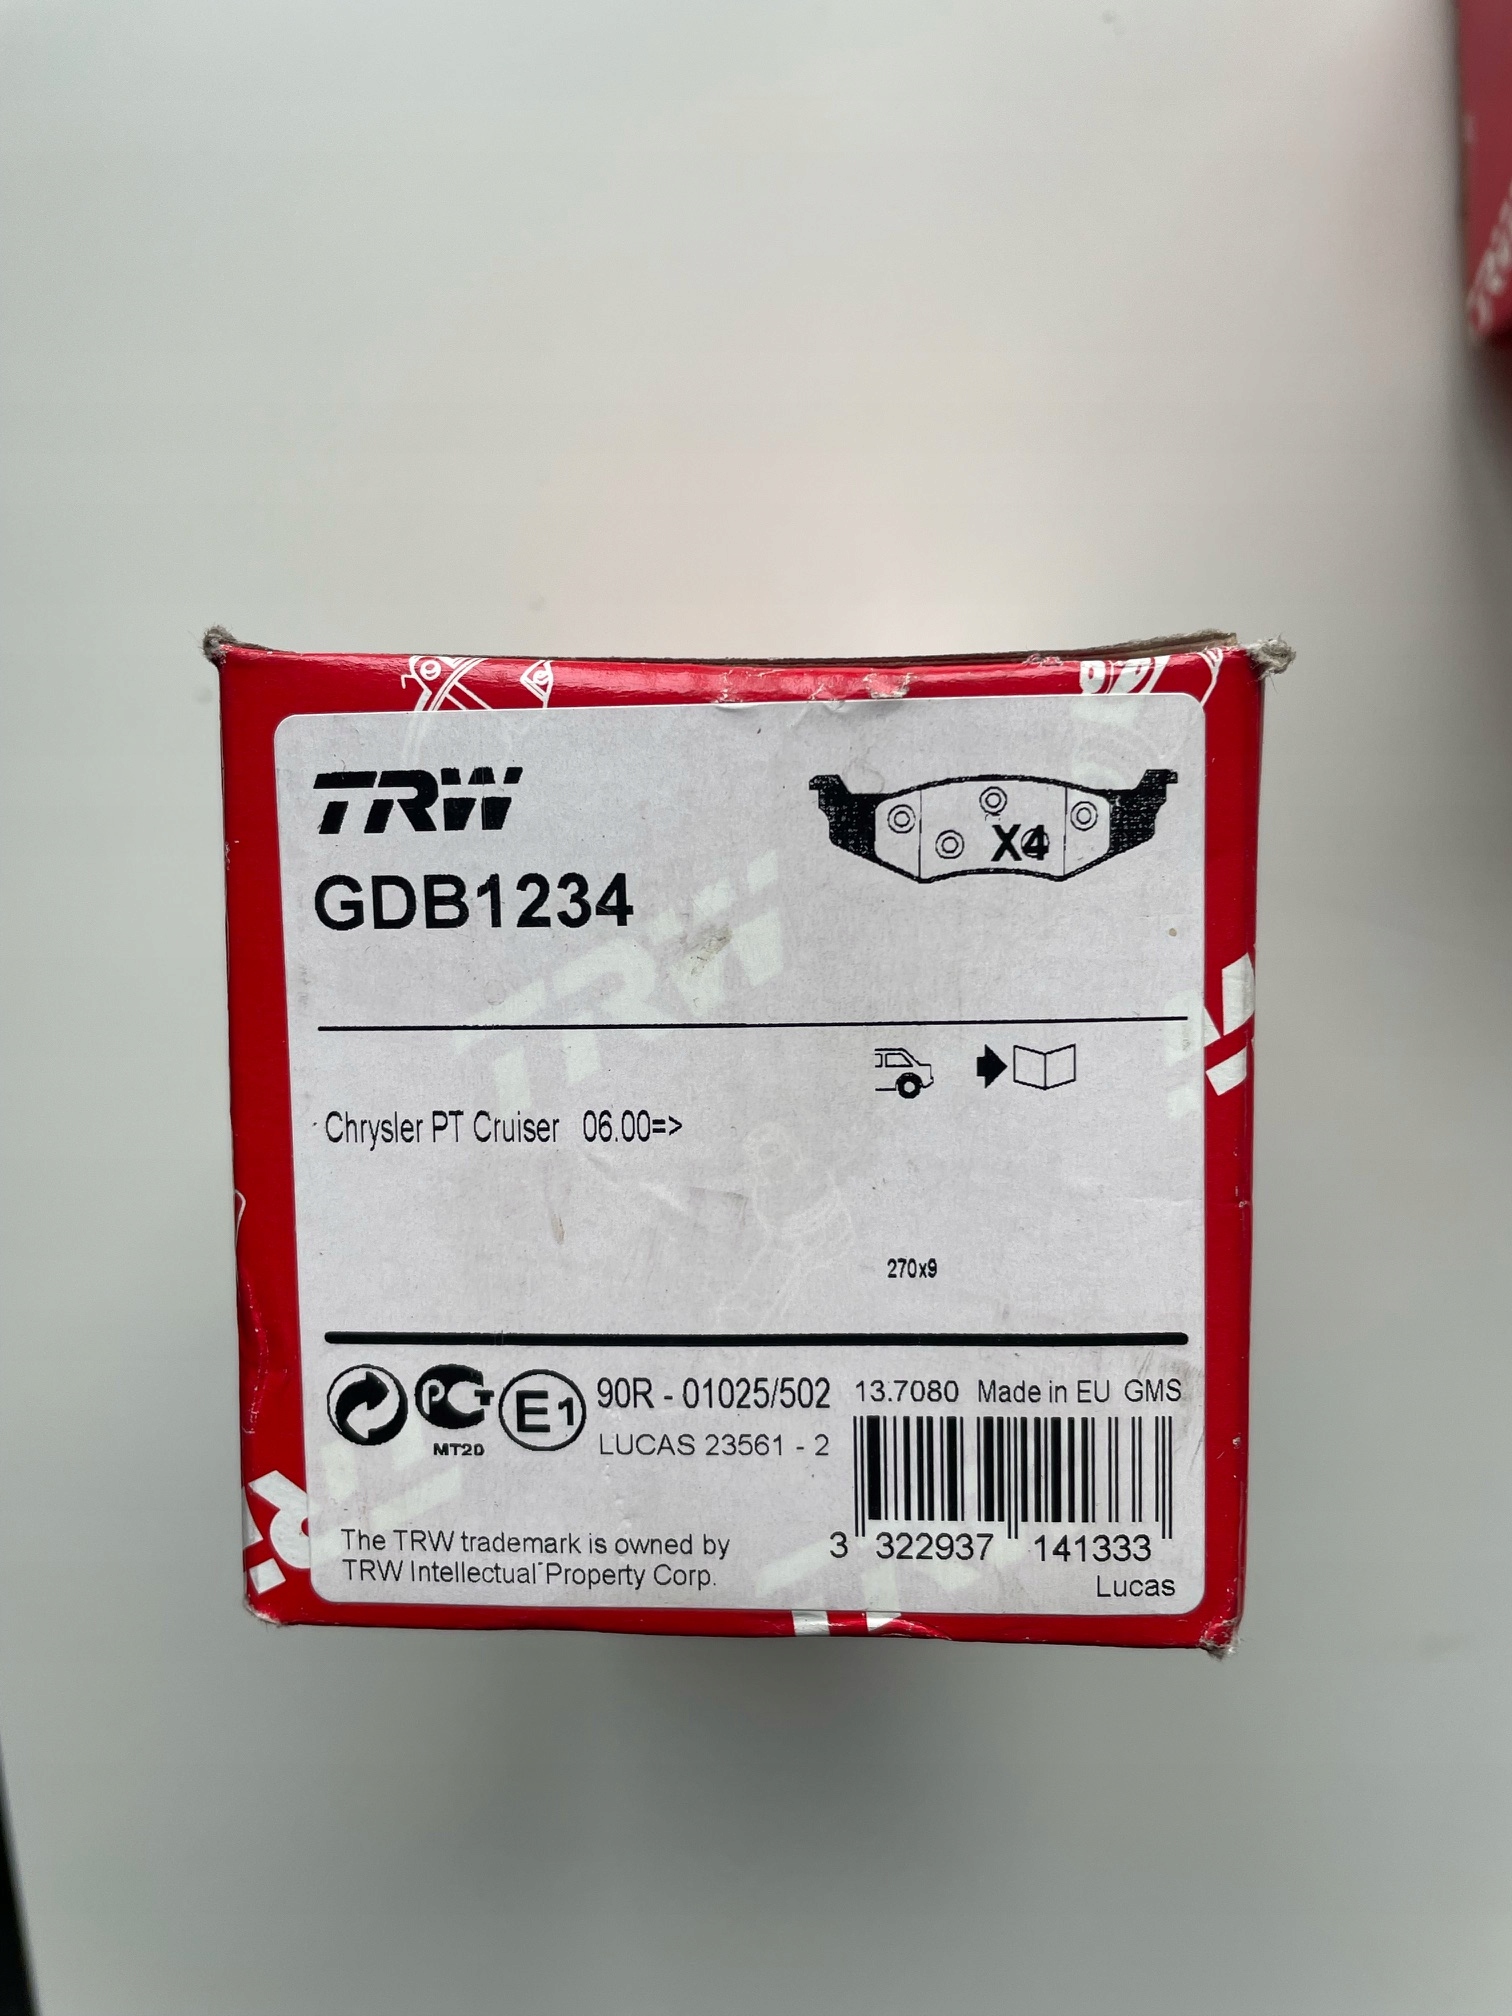 TRW
X4
GDB1234
Chrysler PT Cruiser 06.00=>
270x9
PCT
MT20
E1
90R - 01025/502
LUCAS 23561 - 2
13.7080 Made in EU GMS
3 322937 141333
Lucas
The TRW trademark is owned by
TRW Intellectual Property Corp.